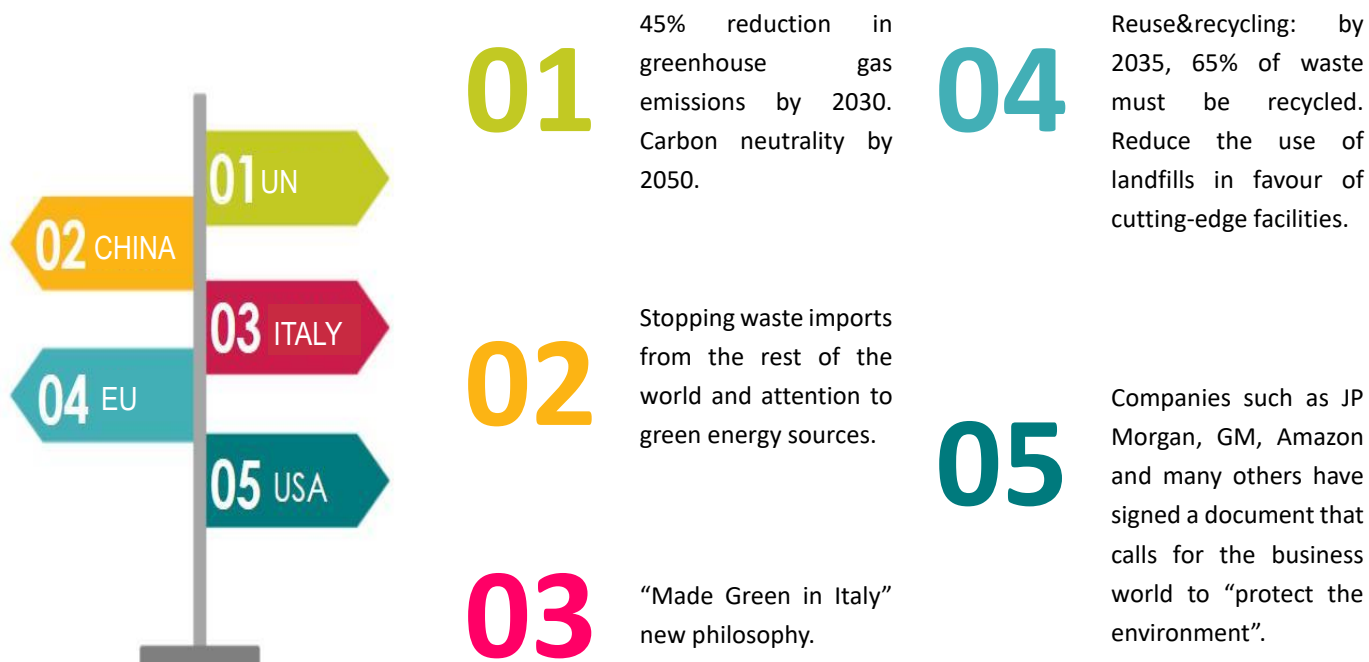 01 UN
02 CHINA
03 ITALY
04 EU
05 USA
01
45% reduction in
greenhouse gas
emissions by 2030.
Carbon neutrality by
2050.
02
Stopping waste imports
from the rest of the
world and attention to
green energy sources.
03
“Made Green in Italy”
new philosophy.
04
Reuse&recycling: by
2035, 65% of waste
must be recycled.
Reduce the use of
landfills in favour of
cutting-edge facilities.
05
Companies such as JP
Morgan, GM, Amazon
and many others have
signed a document that
calls for the business
world to “protect the
environment”.